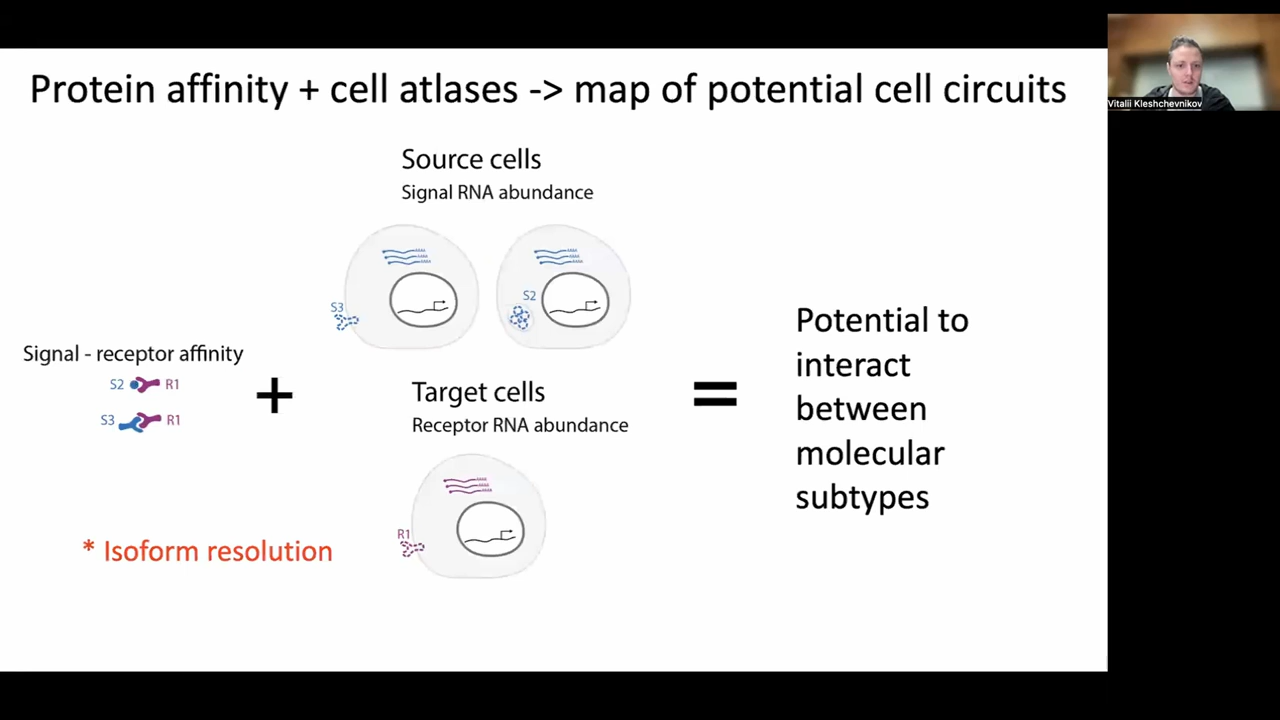 Protein affinity + cell atlases -> map of potential cell circuits
Vitalii Kleshchevnikov
Source cells
Signal RNA abundance
S3
S2
Signal - receptor affinity
S2 R1
S3 R1
+
Target cells
Receptor RNA abundance
R1
=
Potential to
interact
between
molecular
subtypes
* Isoform resolution